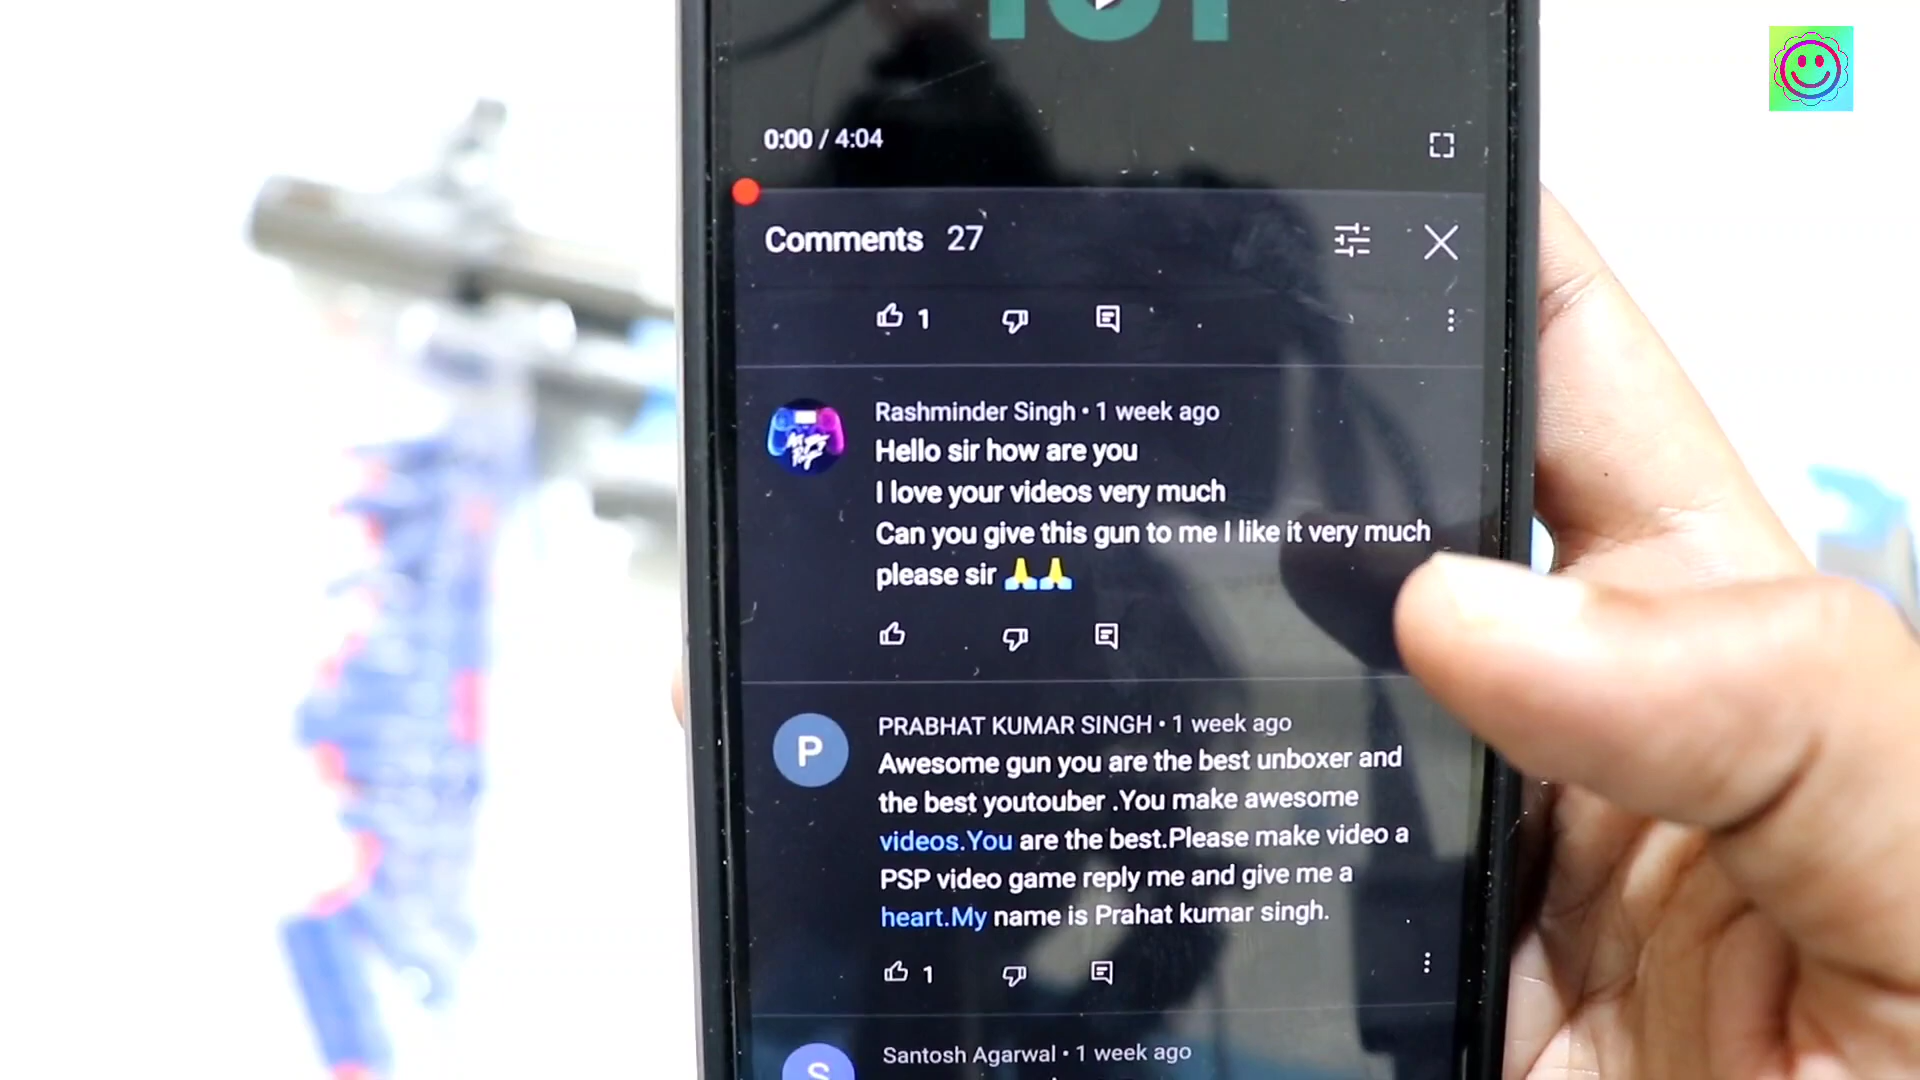 0:00 / 4:04
Comments 27
1
Rashminder Singh • 1 week ago
Hello sir how are you
I love your videos very much
Can you give this gun to me I like it very much
please sir 🙏🙏
P
PRABHAT KUMAR SINGH • 1 week ago
Awesome gun you are the best unboxer and
the best youtouber .You make awesome
videos.You are the best.Please make video a
PSP video game reply me and give me a
heart.My name is Prahat kumar singh.
1
S
Santosh Agarwal • 1 week ago